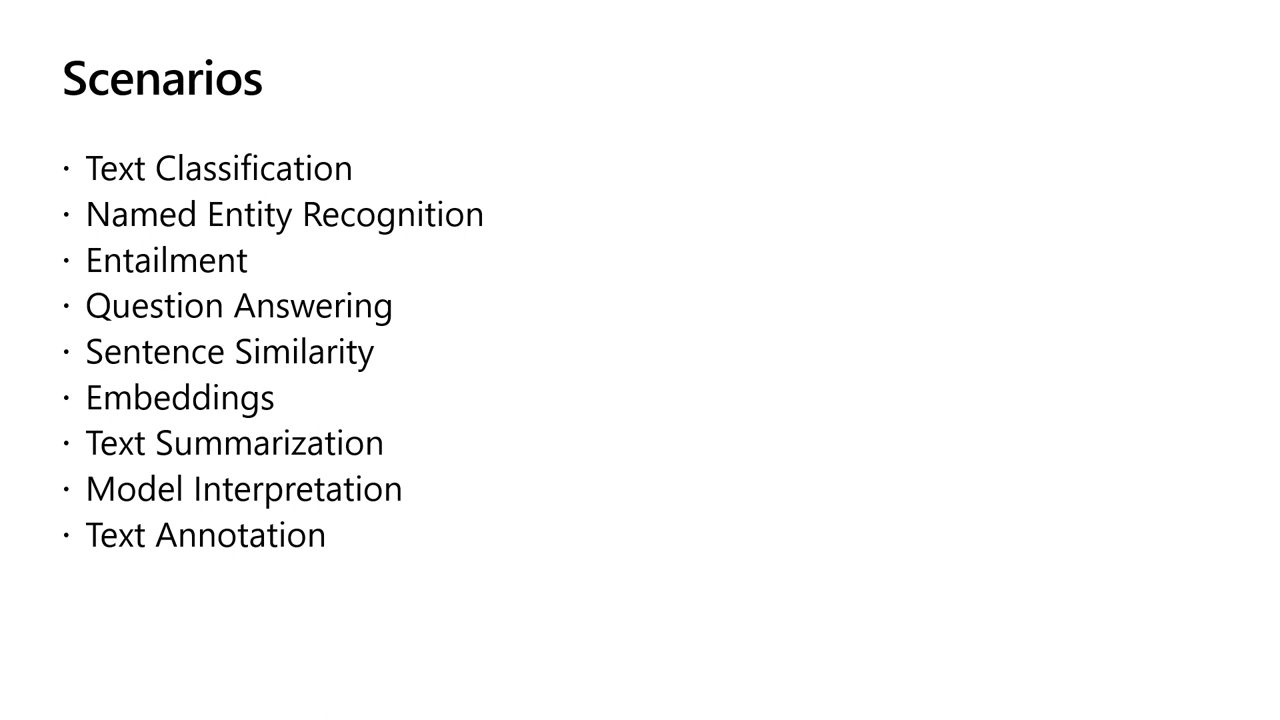 Scenarios
· Text Classification
· Named Entity Recognition
· Entailment
· Question Answering
· Sentence Similarity
· Embeddings
· Text Summarization
· Model Interpretation
· Text Annotation